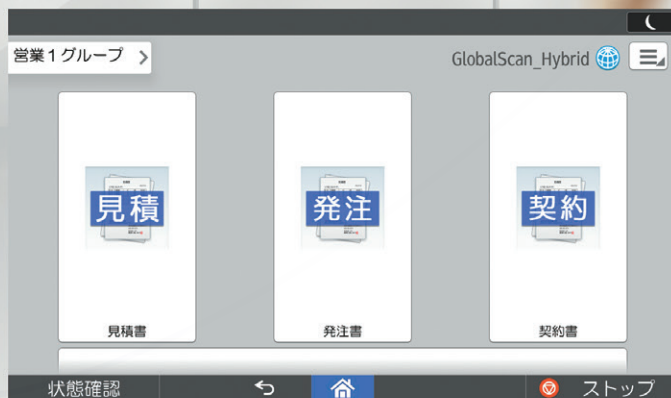 営業1グループ >
GlobalScan_Hybrid
見積
発注
契約
見積書
発注書
契約書
状態確認
ストップ